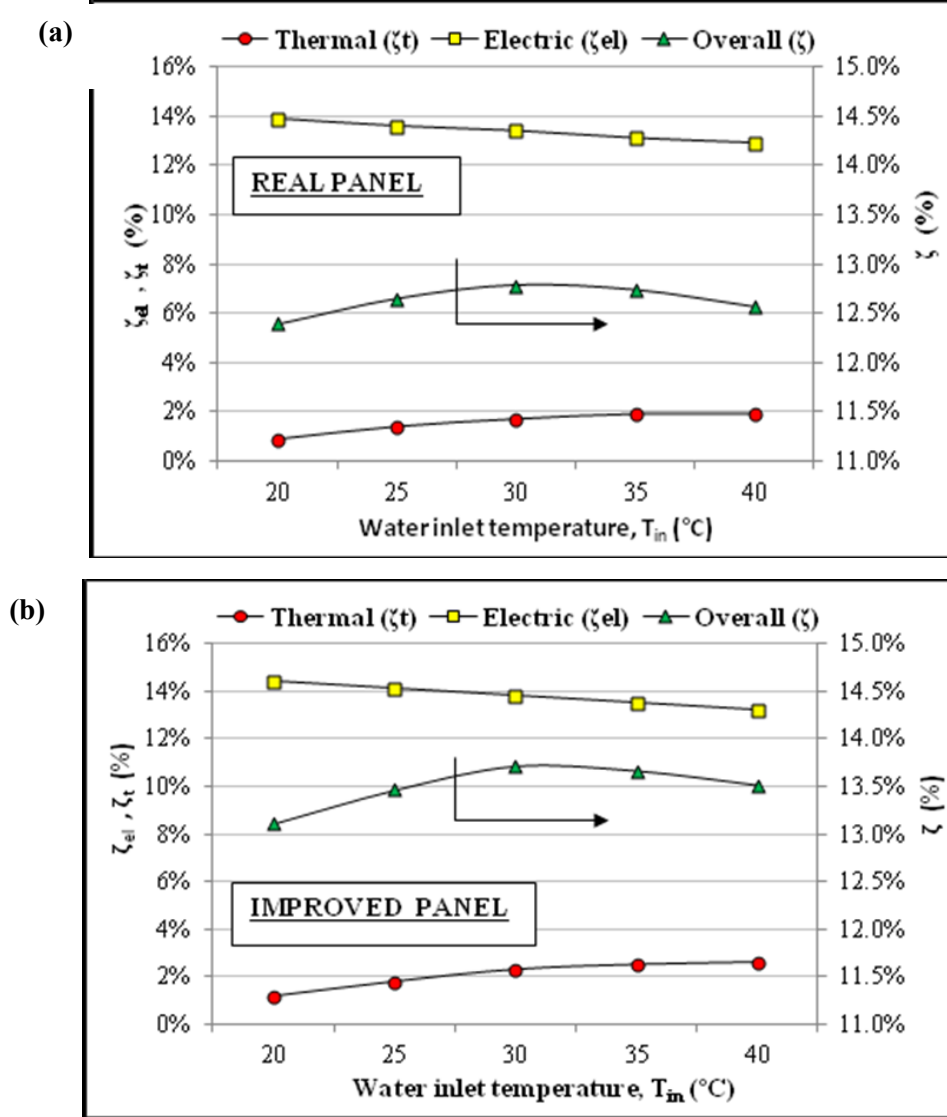 (a)
Thermal (ζt) Electric (ζel) Overall (ζ)
16% 15.0%
14% 14.5%
12% 14.0%
REAL PANEL
10% 13.5%
8% 13.0%
6% 12.5%
4% 12.0%
2% 11.5%
0% 11.0%
ζel , ζt (%)
ζ (%)
20 25 30 35 40
Water inlet temperature, Tin (°C)
(b)
Thermal (ζt) Electric (ζel) Overall (ζ)
16% 15.0%
14% 14.5%
12% 14.0%
10% 13.5%
8% 13.0%
6% 12.5%
IMPROVED PANEL
4% 12.0%
2% 11.5%
0% 11.0%
ζel , ζt (%)
ζ (%)
20 25 30 35 40
Water inlet temperature, Tin (°C)